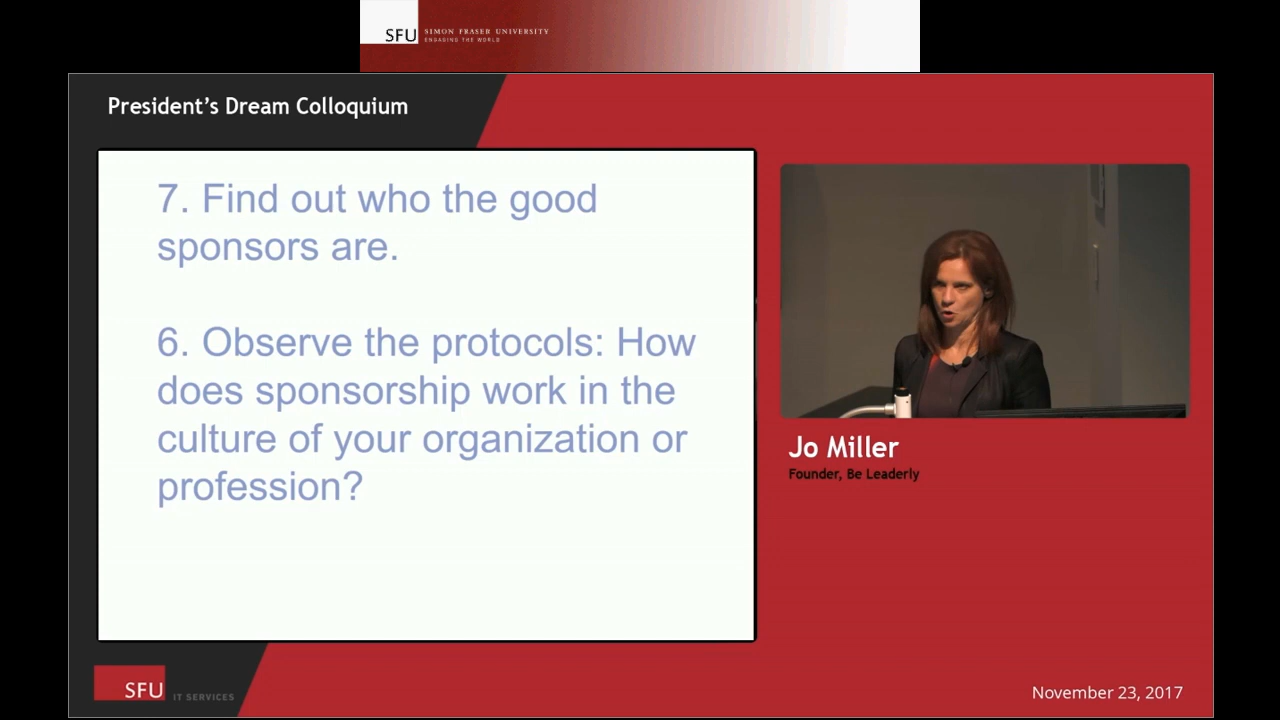 SFU SIMON FRASER UNIVERSITY
ENGAGING THE WORLD
President's Dream Colloquium
7. Find out who the good
sponsors are.
6. Observe the protocols: How
does sponsorship work in the
culture of your organization or
profession?
Jo Miller
Founder, Be Leaderly
SFU IT SERVICES
November 23, 2017